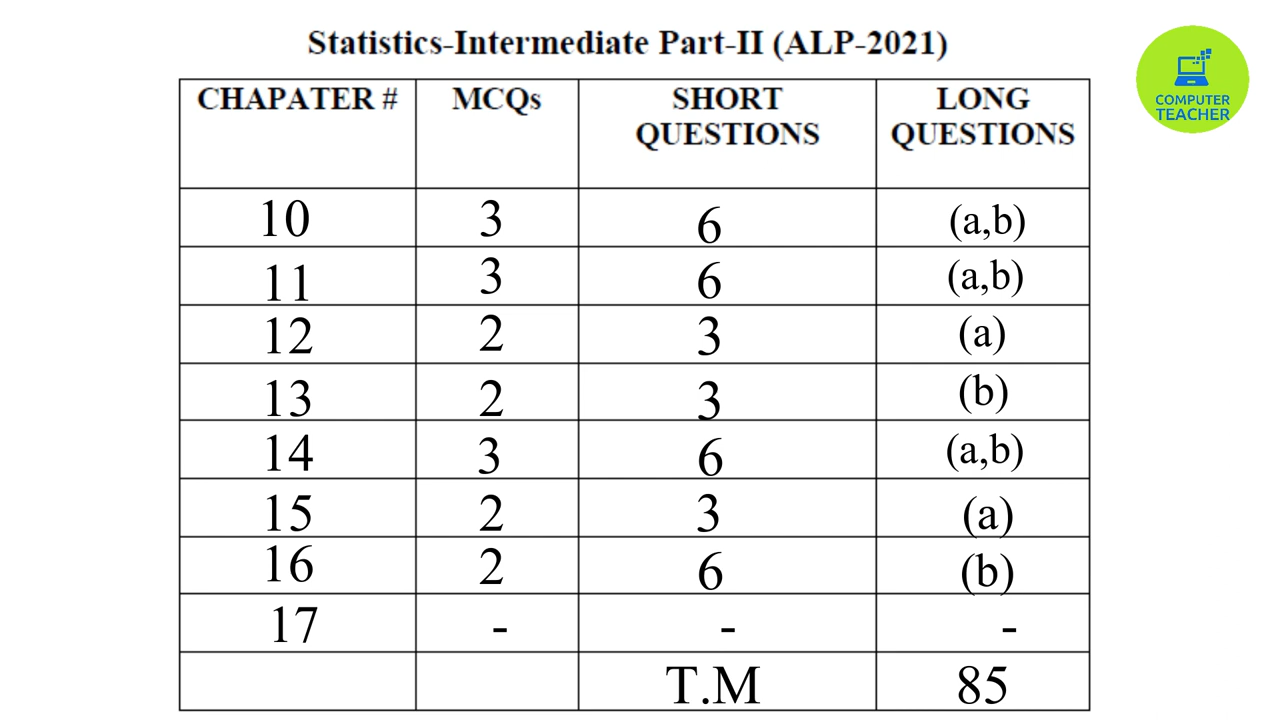 Statistics-Intermediate Part-II (ALP-2021)
COMPUTER
TEACHER
CHAPATER # MCQs SHORT QUESTIONS LONG QUESTIONS
10 3 6 (a,b)
11 3 6 (a,b)
12 2 3 (a)
13 2 3 (b)
14 3 6 (a,b)
15 2 3 (a)
16 2 6 (b)
17 - - -
T.M 85